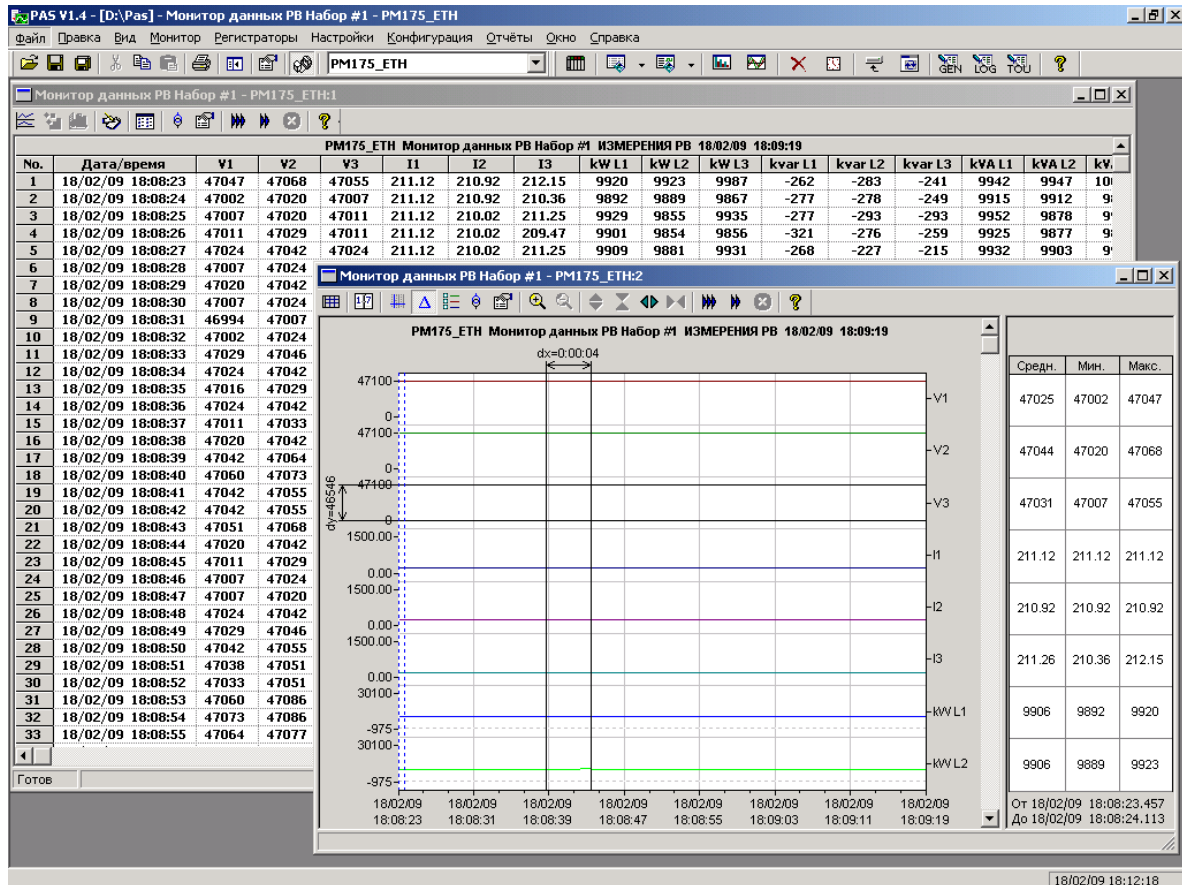 PAS V1.4 - [D:\Pas] - Монитор данных РВ Набор #1 - PM175_ETH
Файл Правка Вид Монитор Регистраторы Настройки Конфигурация Отчёты Окно Справка
PM175_ETH
GEN LOG TOU
Монитор данных РВ Набор #1 - PM175_ETH:1
PM175_ETH Монитор данных РВ Набор #1 ИЗМЕРЕНИЯ РВ 18/02/09 18:09:19
No. Дата/время V1 V2 V3 I1 I2 I3 kW L1 kW L2 kW L3 kvar L1 kvar L2 kvar L3 kVA L1 kVA L2
1 18/02/09 18:08:23 47047 47068 47055 211.12 210.92 212.15 9920 9923 9987 -262 -283 -241 9942 9947
2 18/02/09 18:08:24 47002 47020 47007 211.12 210.92 210.36 9892 9889 9867 -277 -278 -249 9915 9912
3 18/02/09 18:08:25 47007 47020 47011 211.12 210.02 211.25 9929 9855 9935 -277 -293 -293 9952 9878
4 18/02/09 18:08:26 47011 47029 47011 211.12 210.02 209.47 9901 9854 9856 -321 -276 -259 9925 9877
5 18/02/09 18:08:27 47024 47042 47024 211.12 210.02 211.25 9909 9881 9931 -268 -227 -215 9932 9903
6 18/02/09 18:08:28 47007 47024
7 18/02/09 18:08:29 47020 47042
8 18/02/09 18:08:30 47007 47024
9 18/02/09 18:08:31 46994 47007
10 18/02/09 18:08:32 47002 47024
11 18/02/09 18:08:33 47029 47046
12 18/02/09 18:08:34 47024 47042
13 18/02/09 18:08:35 47016 47029
14 18/02/09 18:08:36 47024 47042
15 18/02/09 18:08:37 47011 47033
16 18/02/09 18:08:38 47020 47042
17 18/02/09 18:08:39 47042 47064
18 18/02/09 18:08:40 47060 47073
19 18/02/09 18:08:41 47042 47055
20 18/02/09 18:08:42 47042 47055
21 18/02/09 18:08:43 47051 47068
22 18/02/09 18:08:44 47020 47042
23 18/02/09 18:08:45 47011 47029
24 18/02/09 18:08:46 47007 47024
25 18/02/09 18:08:47 47007 47020
26 18/02/09 18:08:48 47024 47042
27 18/02/09 18:08:49 47029 47046
28 18/02/09 18:08:50 47042 47055
29 18/02/09 18:08:51 47038 47051
30 18/02/09 18:08:52 47033 47051
31 18/02/09 18:08:53 47060 47086
32 18/02/09 18:08:54 47073 47086
33 18/02/09 18:08:55 47064 47077
Готов
Монитор данных РВ Набор #1 - PM175_ETH:2
PM175_ETH Монитор данных РВ Набор #1 ИЗМЕРЕНИЯ РВ 18/02/09 18:09:19
dx=0:00:04
Средн. Мин. Макс.
47100
V1 47025 47002 47047
0
47100
V2 47044 47020 47068
0
47100
dy=46546
V3 47031 47007 47055
0
1500.00
I1 211.12 211.12 211.12
0.00
1500.00
I2 210.92 210.92 210.92
0.00
1500.00
I3 211.26 210.36 212.15
0.00
30100
kW L1 9906 9892 9920
-975
30100
kW L2 9906 9889 9923
-975
18/02/09 18/02/09 18/02/09 18/02/09 18/02/09 18/02/09 18/02/09 18/02/09
18:08:23 18:08:31 18:08:39 18:08:47 18:08:55 18:09:03 18:09:11 18:09:19
От 18/02/09 18:08:23.457
До 18/02/09 18:08:24.113
18/02/09 18:12:18